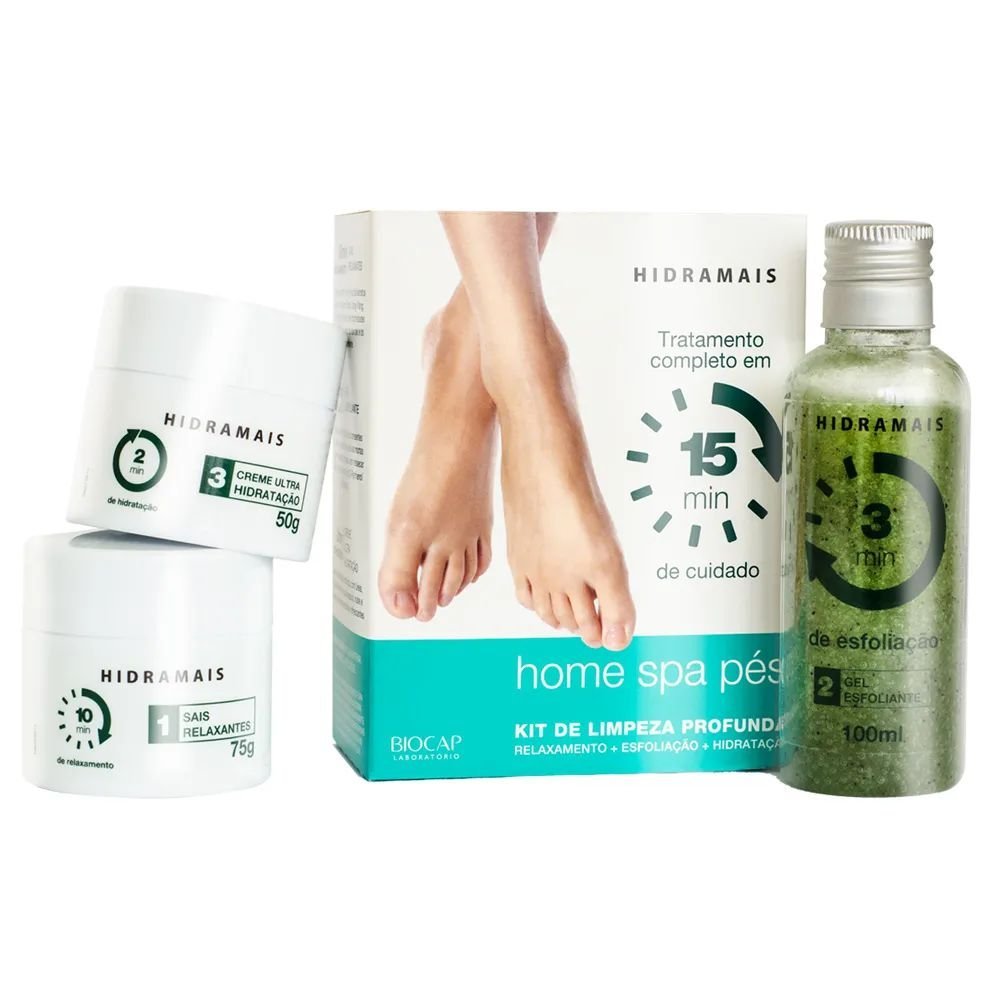 HIDRAMAIS
2
min
de hidratação
3
CREME ULTRA
HIDRATAÇÃO
50g
HIDRAMAIS
10
min
de relaxamento
1
SAIS
RELAXANTES
75g
HIDRAMAIS
Tratamento
completo em
15
min
de cuidado
home spa pés
KIT DE LIMPEZA PROFUNDA
RELAXAMENTO + ESFOLIAÇÃO + HIDRATAÇÃ
BIOCAP
LABORATÓRIO
HIDRAMAIS
3
min
de esfoliação
2
GEL
ESFOLIANTE
100ml